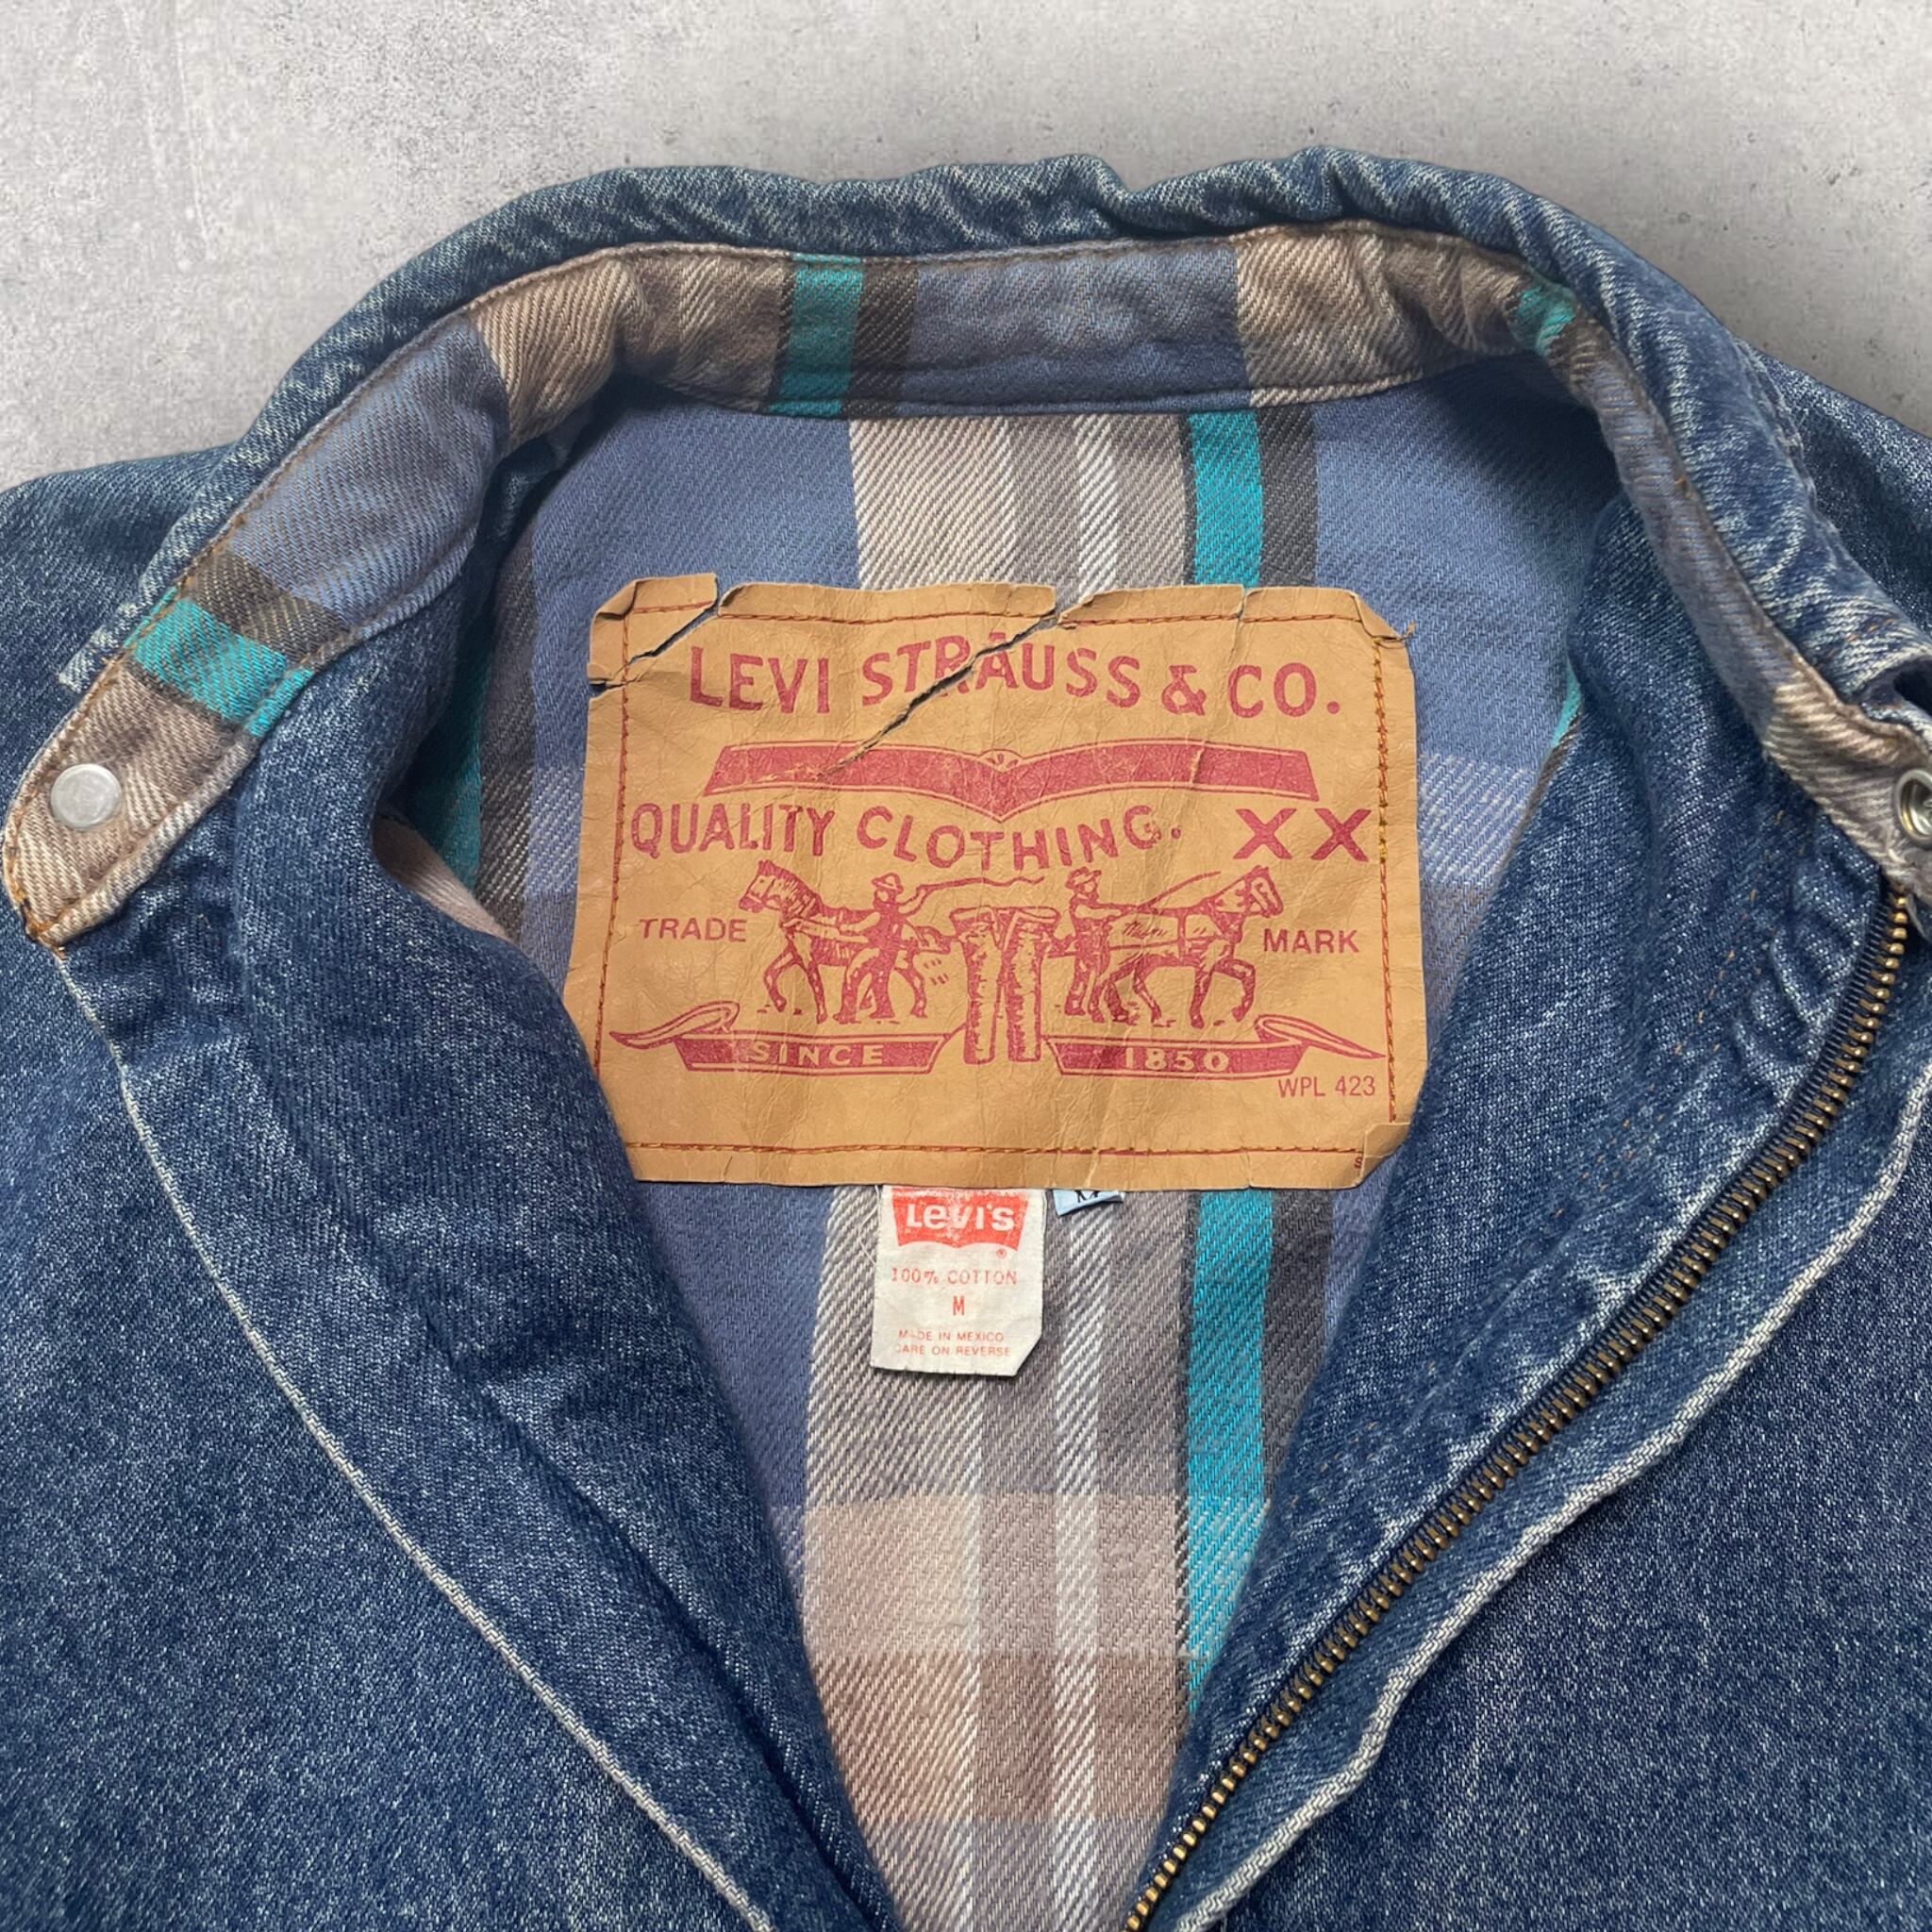 LEVI STRAUSS & CO.
QUALITY CLOTHING. XX
TRADE MARK
SINCE 1850
WPL 423
S
LEVI'S
®
100% COTTON
M
MADE IN MEXICO
CARE ON REVERSE